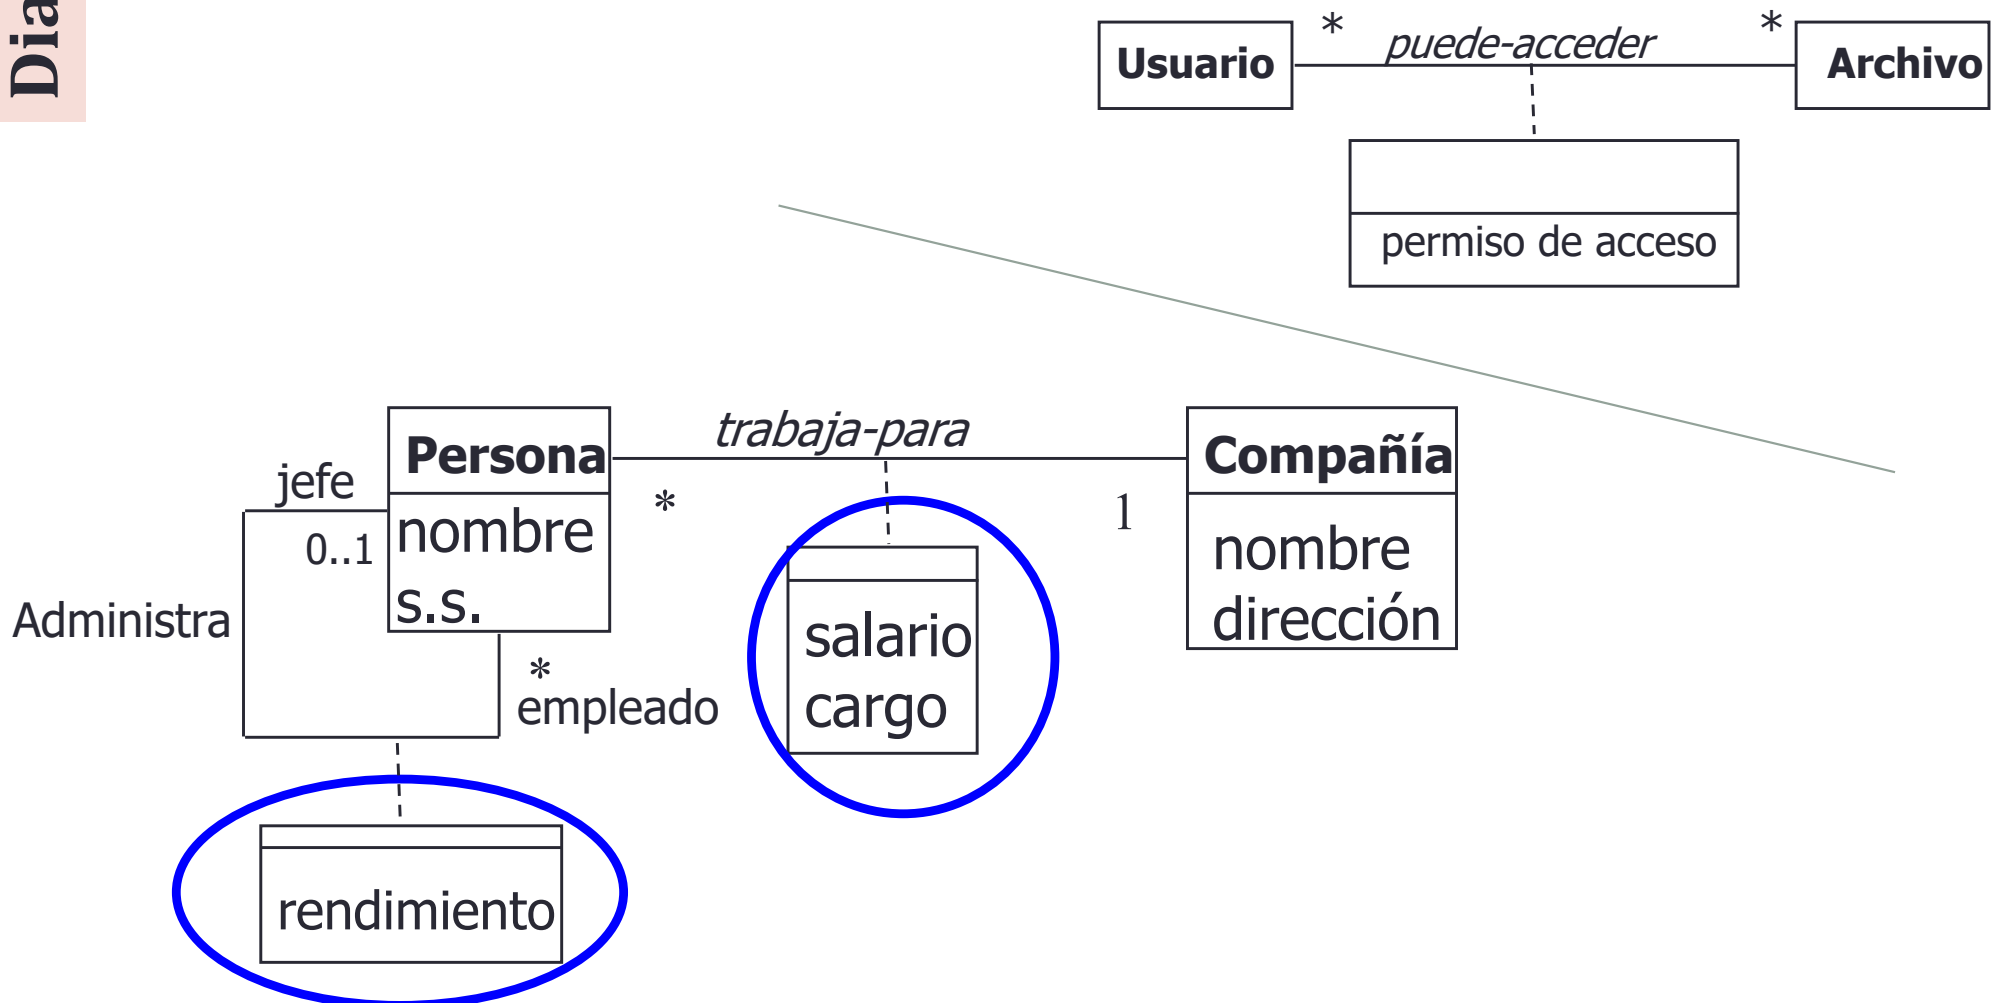 Dia
* puede-acceder *
Usuario
Archivo
permiso de acceso
Persona
nombre
s.s.
trabaja-para
*
1
Compañía
nombre
dirección
jefe
0..1
Administra
*
empleado
salario
cargo
rendimiento